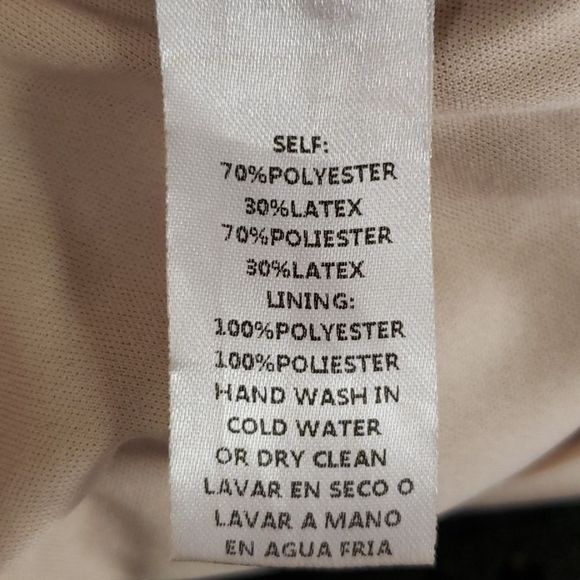 SELF:
70%POLYESTER
30%LATEX
70%POLIESTER
30%LATEX
LINING:
100%POLYESTER
100%POLIESTER
HAND WASH IN
COLD WATER
OR DRY CLEAN
LAVAR EN SECO O
LAVAR A MANO
EN AGUA FRIA